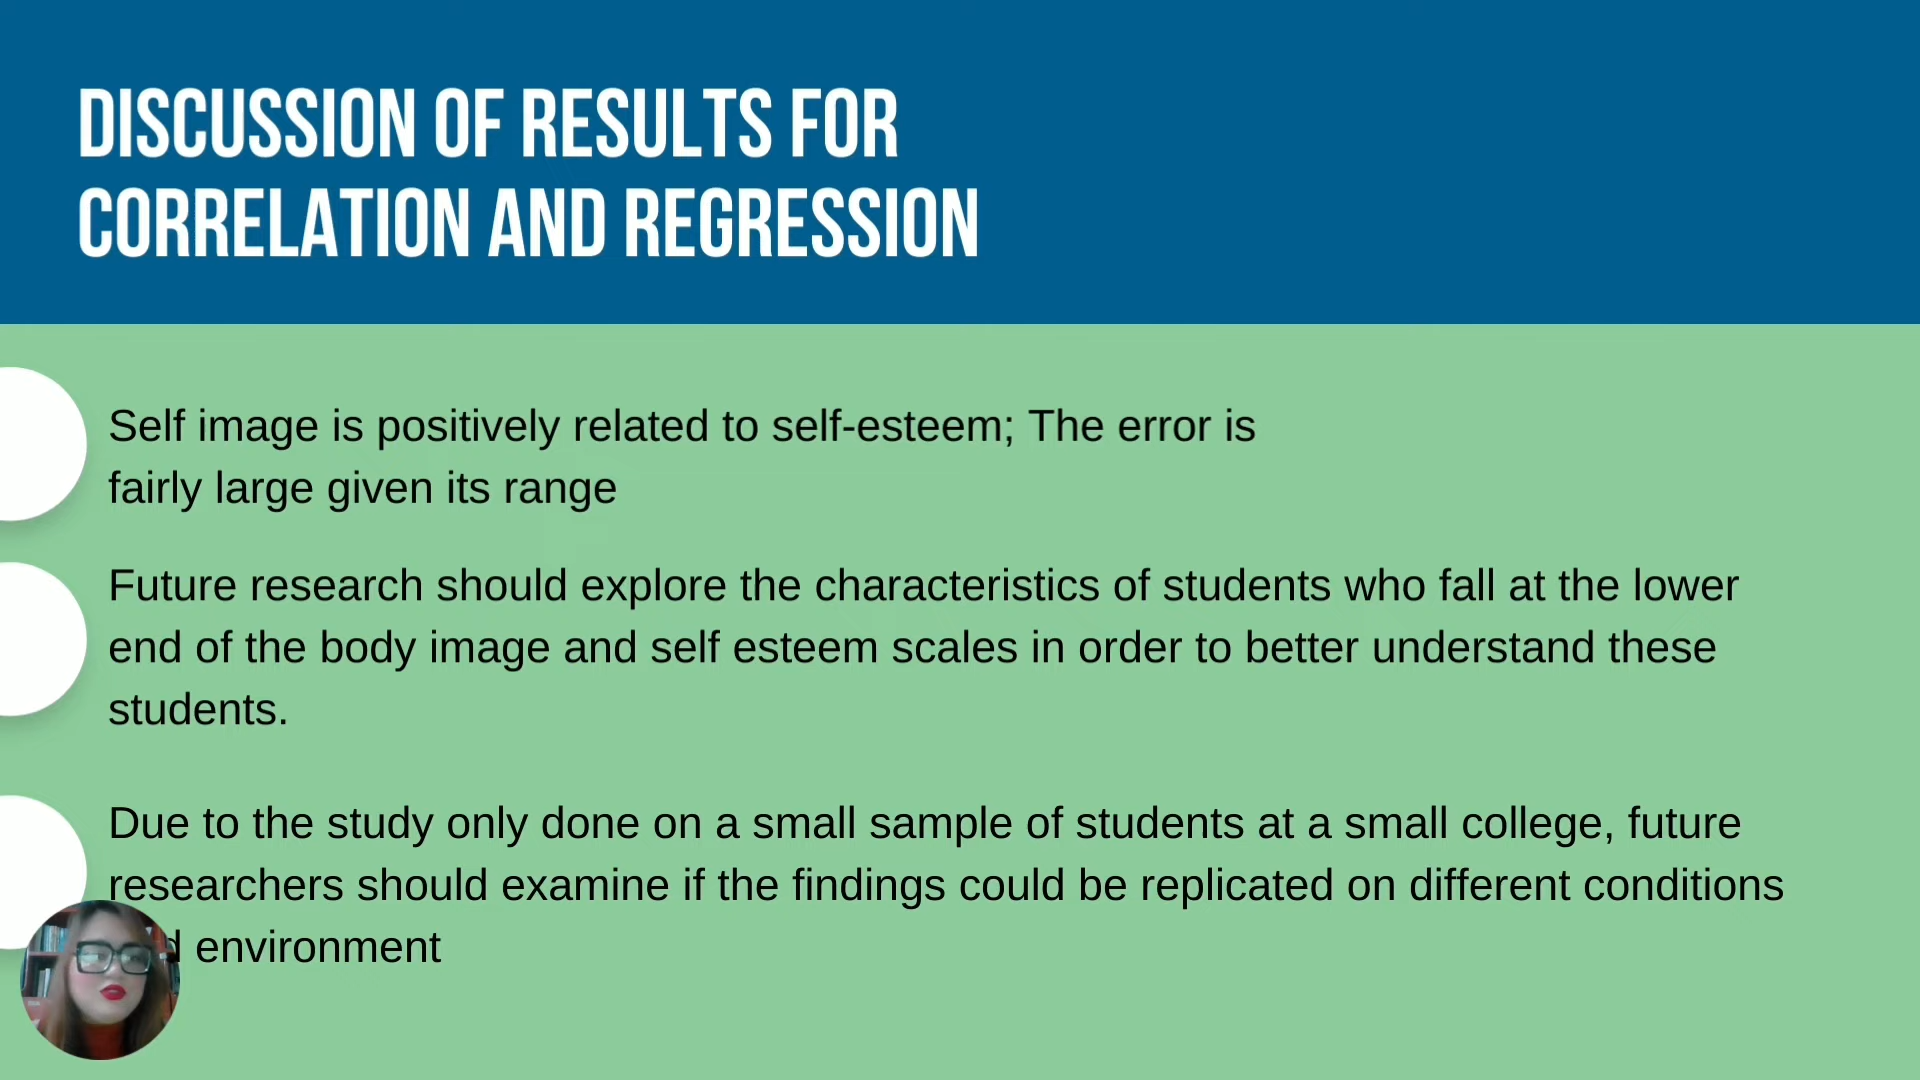 DISCUSSION OF RESULTS FOR
CORRELATION AND REGRESSION
Self image is positively related to self-esteem; The error is
fairly large given its range
Future research should explore the characteristics of students who fall at the lower
end of the body image and self esteem scales in order to better understand these
students.
Due to the study only done on a small sample of students at a small college, future
researchers should examine if the findings could be replicated on different conditions
environment